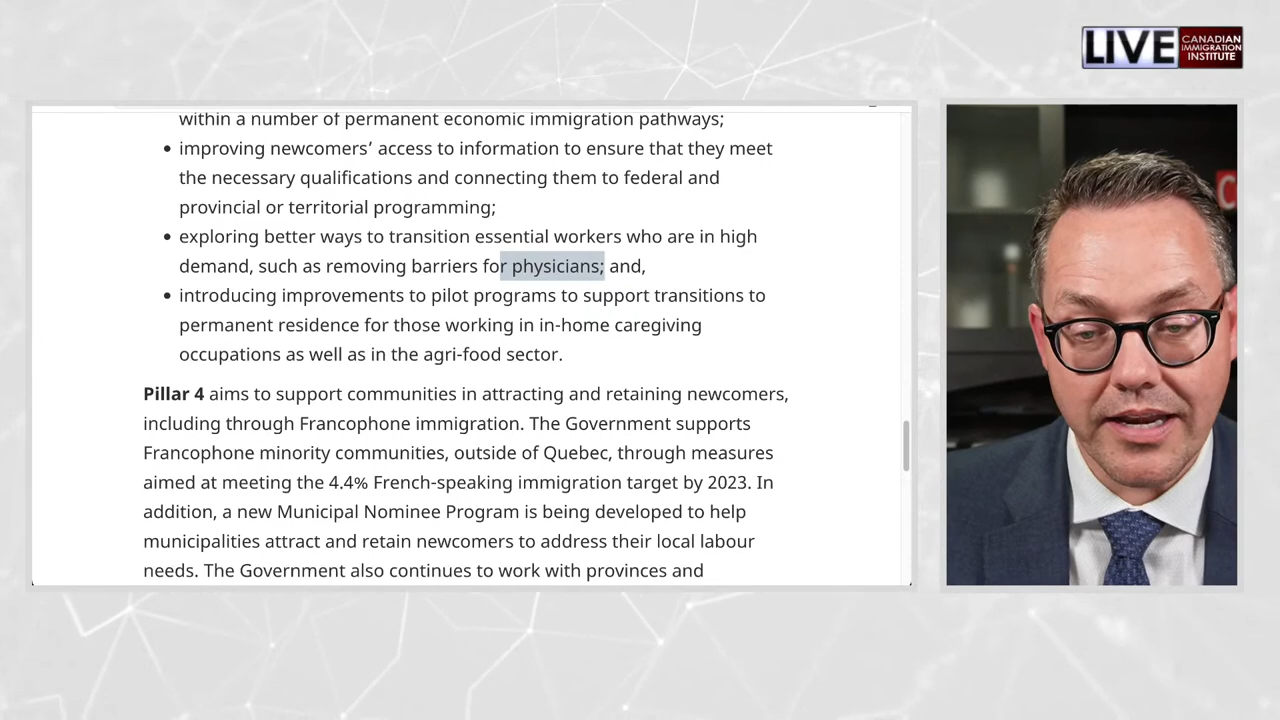 LIVE CANADIAN IMMIGRATION INSTITUTE
within a number of permanent economic immigration pathways;
• improving newcomers’ access to information to ensure that they meet
the necessary qualifications and connecting them to federal and
provincial or territorial programming;
• exploring better ways to transition essential workers who are in high
demand, such as removing barriers for physicians; and,
• introducing improvements to pilot programs to support transitions to
permanent residence for those working in in-home caregiving
occupations as well as in the agri-food sector.
Pillar 4 aims to support communities in attracting and retaining newcomers,
including through Francophone immigration. The Government supports
Francophone minority communities, outside of Quebec, through measures
aimed at meeting the 4.4% French-speaking immigration target by 2023. In
addition, a new Municipal Nominee Program is being developed to help
municipalities attract and retain newcomers to address their local labour
needs. The Government also continues to work with provinces and